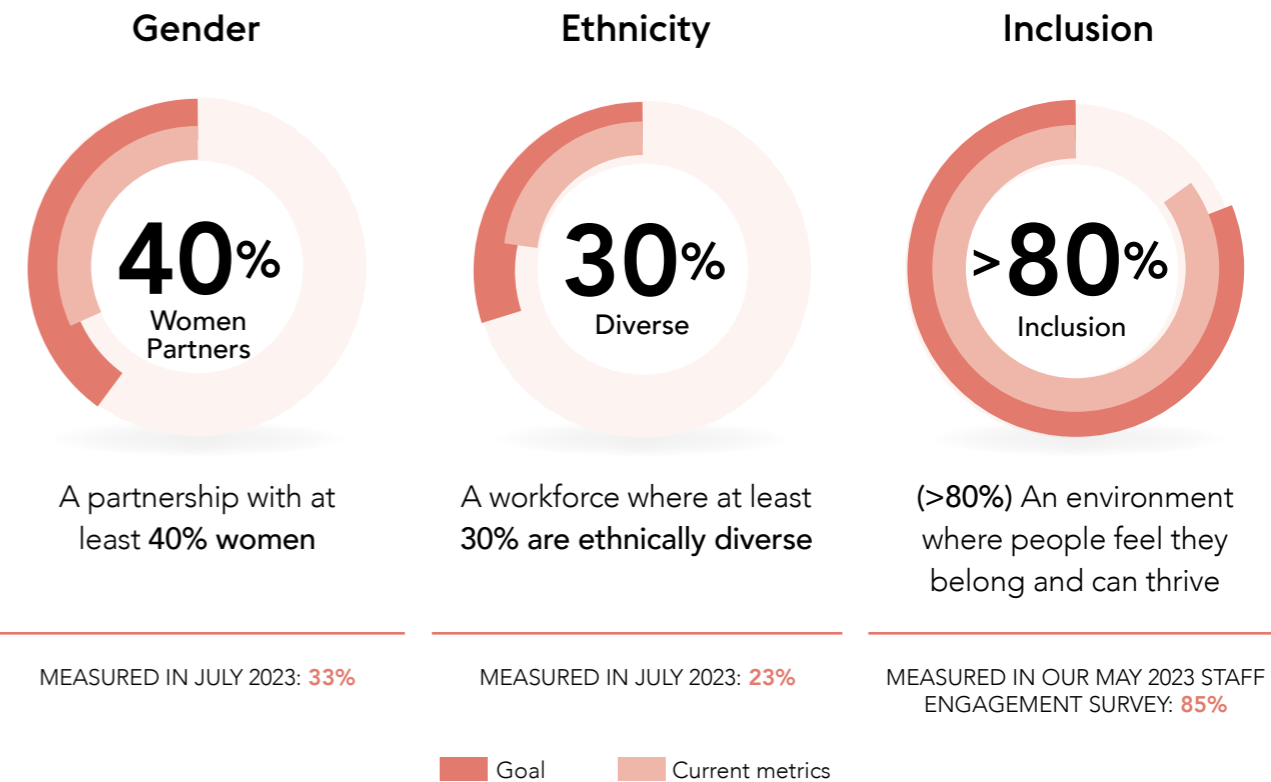 Gender
40%
Women
Partners
A partnership with at
least 40% women
MEASURED IN JULY 2023: 33%
Ethnicity
30%
Diverse
A workforce where at least
30% are ethnically diverse
MEASURED IN JULY 2023: 23%
Inclusion
>80%
Inclusion
(>80%) An environment
where people feel they
belong and can thrive
MEASURED IN OUR MAY 2023 STAFF
ENGAGEMENT SURVEY: 85%
Goal
Current metrics